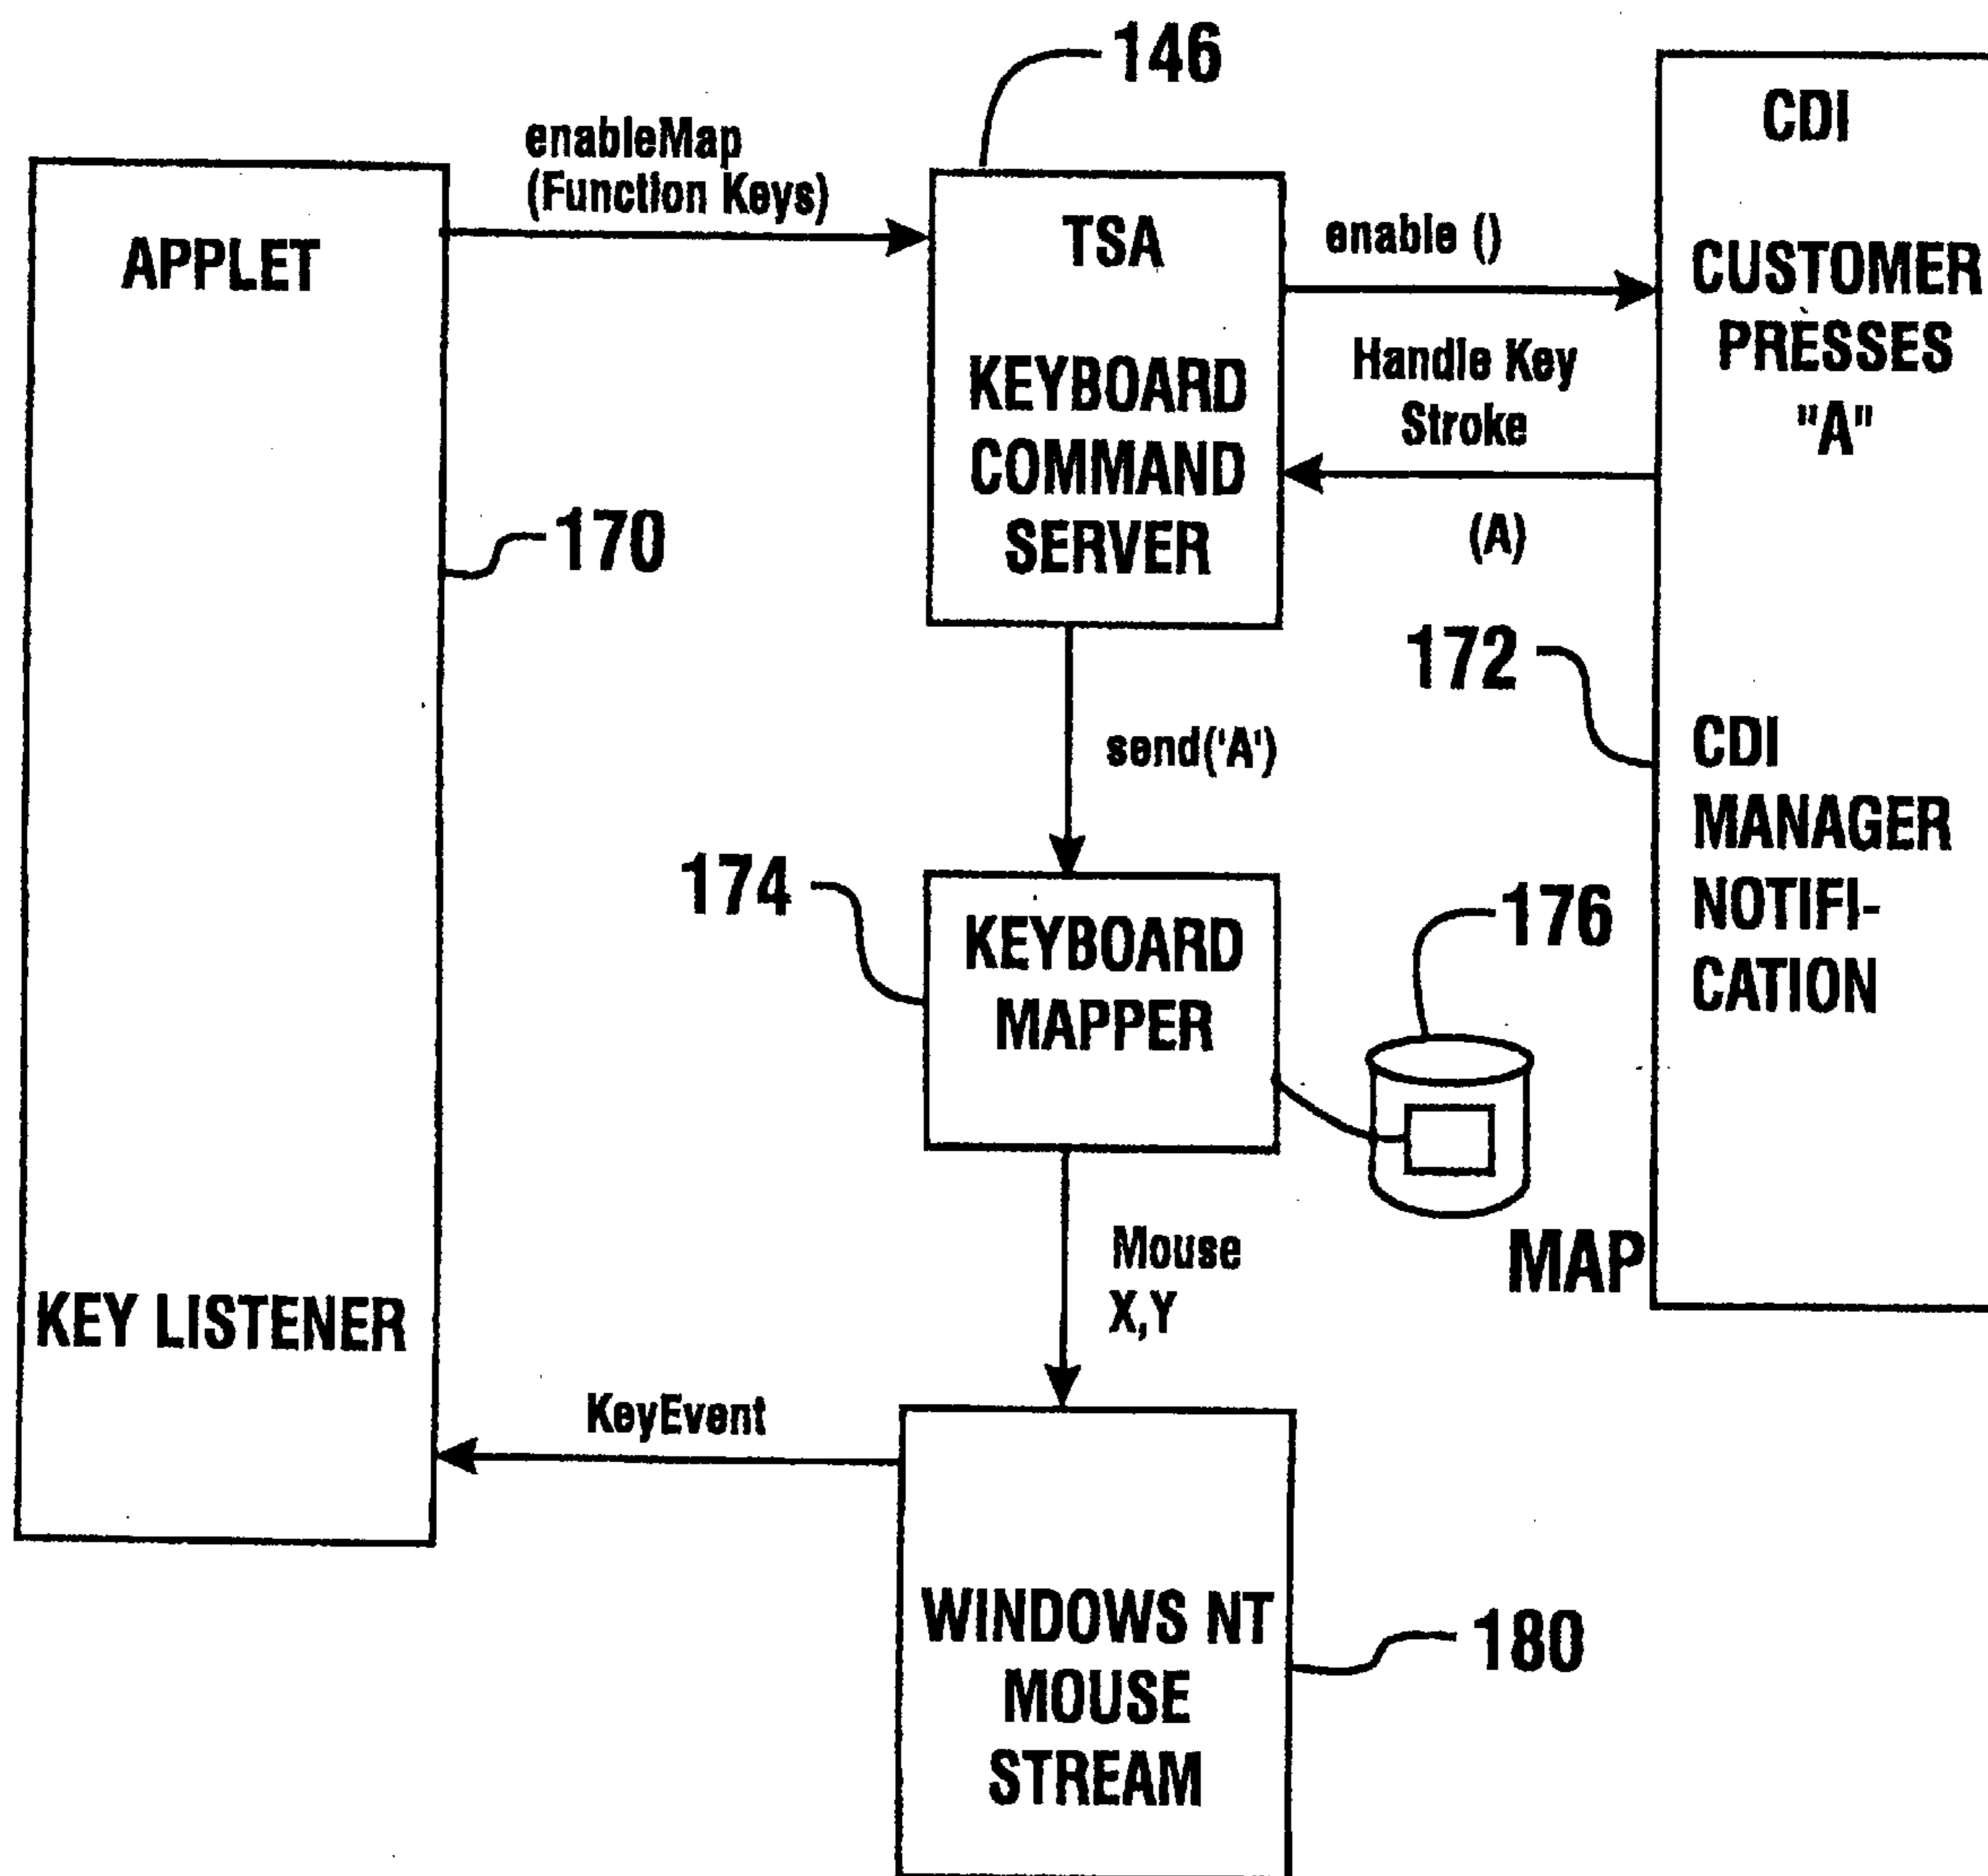 146
CDI
enableMap
(Function Keys)
APPLET
TSA
enable ()
CUSTOMER
PRESSES
"A"
KEYBOARD
COMMAND
SERVER
Handle Key
Stroke
(A)
170
172
send('A')
CDI
MANAGER
NOTIFI-
CATION
174
KEYBOARD
MAPPER
176
Mouse
X,Y
MAP
KEY LISTENER
KeyEvent
WINDOWS NT
MOUSE
STREAM
180